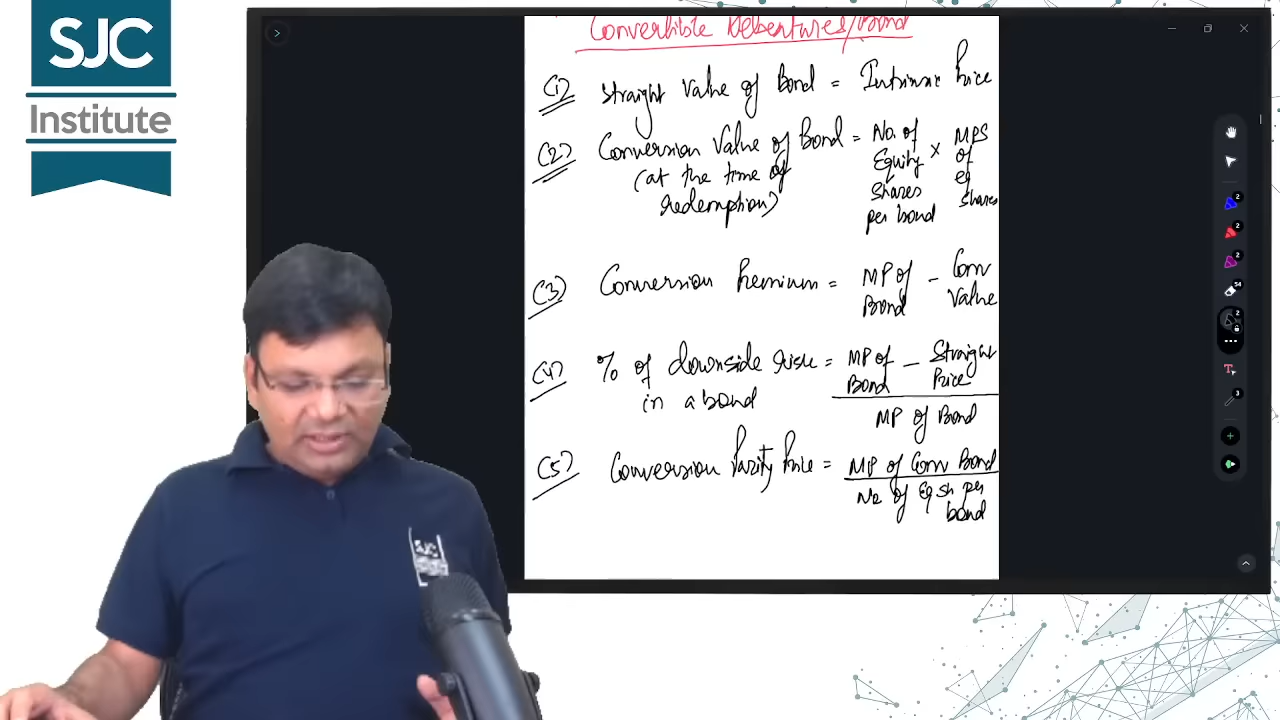 SJC
Institute
Convertible Debentures/Bond
(1) Straight Value of Bond = Intrinsic Price
(2) Conversion Value of Bond = No. of Equity Shares per bond × MPS of eq shares
(at the time of redemption)
(3) Conversion Premium = MP of Bond - Conv Value
(4) % of downside risk in a bond = MP of Bond - Straight Price
MP of Bond
(5) Conversion Parity Price = MP of Conv Bond
No of Eq Sh per bond
SJC